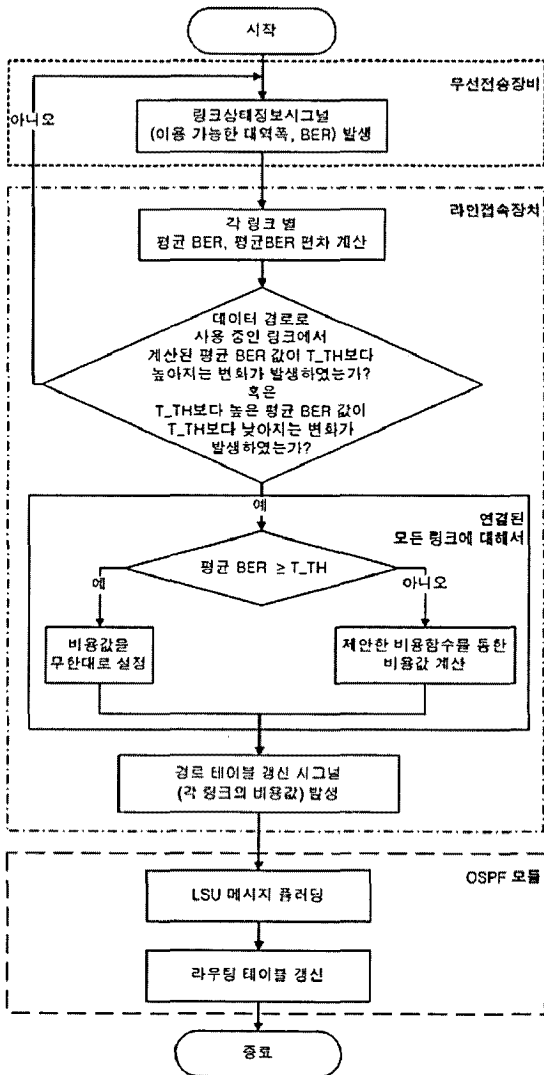 시작
무선전송장비
아니오
링크상태정보시그널
(이용 가능한 대역폭, BER) 발생
라인접속장치
각 링크 별
평균 BER, 평균BER 편차 계산
데이터 경로로
사용 중인 링크에서
계산된 평균 BER 값이 T_TH보다
높아지는 변화가 발생하였는가?
혹은
T_TH보다 높은 평균 BER 값이
T_TH보다 낮아지는 변화가
발생하였는가?
예
연결된
모든 링크에 대해서
평균 BER ≥ T_TH
예
아니오
비용값을
무한대로 설정
제안한 비용함수를 통한
비용값 계산
경로 테이블 갱신 시그널
(각 링크의 비용값) 발생
OSPF 모듈
LSU 메시지 플러딩
라우팅 테이블 갱신
종료